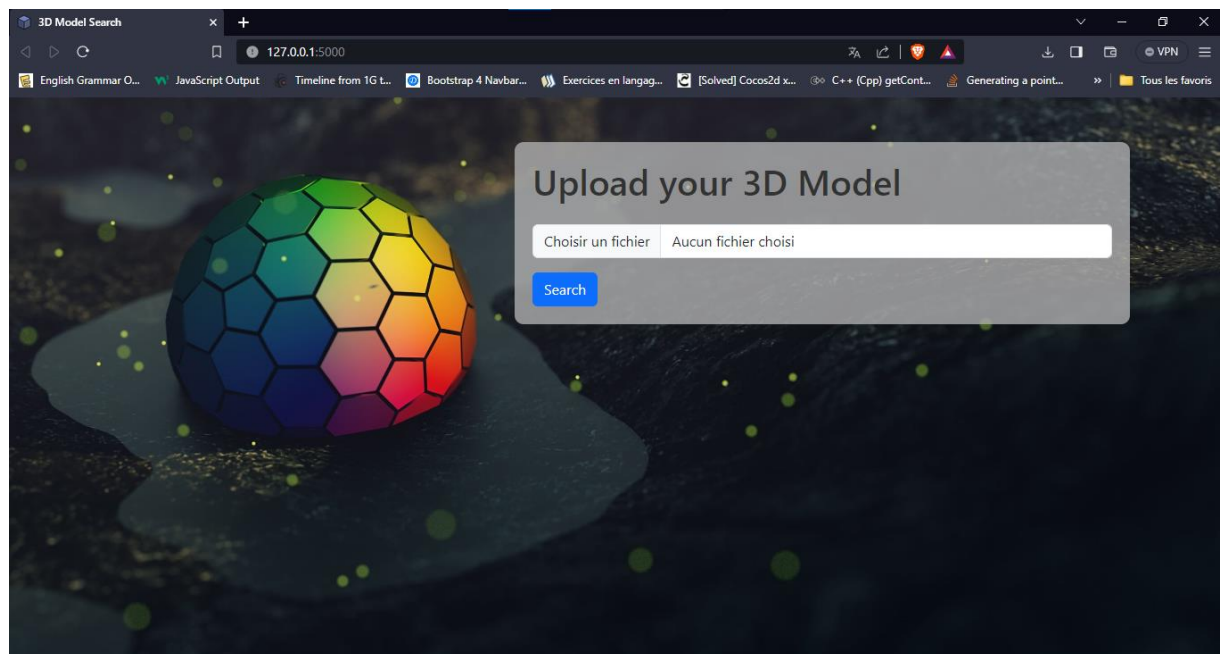 3D Model Search
127.0.0.1:5000
VPN
English Grammar O... JavaScript Output Timeline from 1G t... Bootstrap 4 Navbar... Exercices en langag... [Solved] Cocos2d x... C++ (Cpp) getCont... Generating a point... » Tous les favoris
Upload your 3D Model
Choisir un fichier Aucun fichier choisi
Search